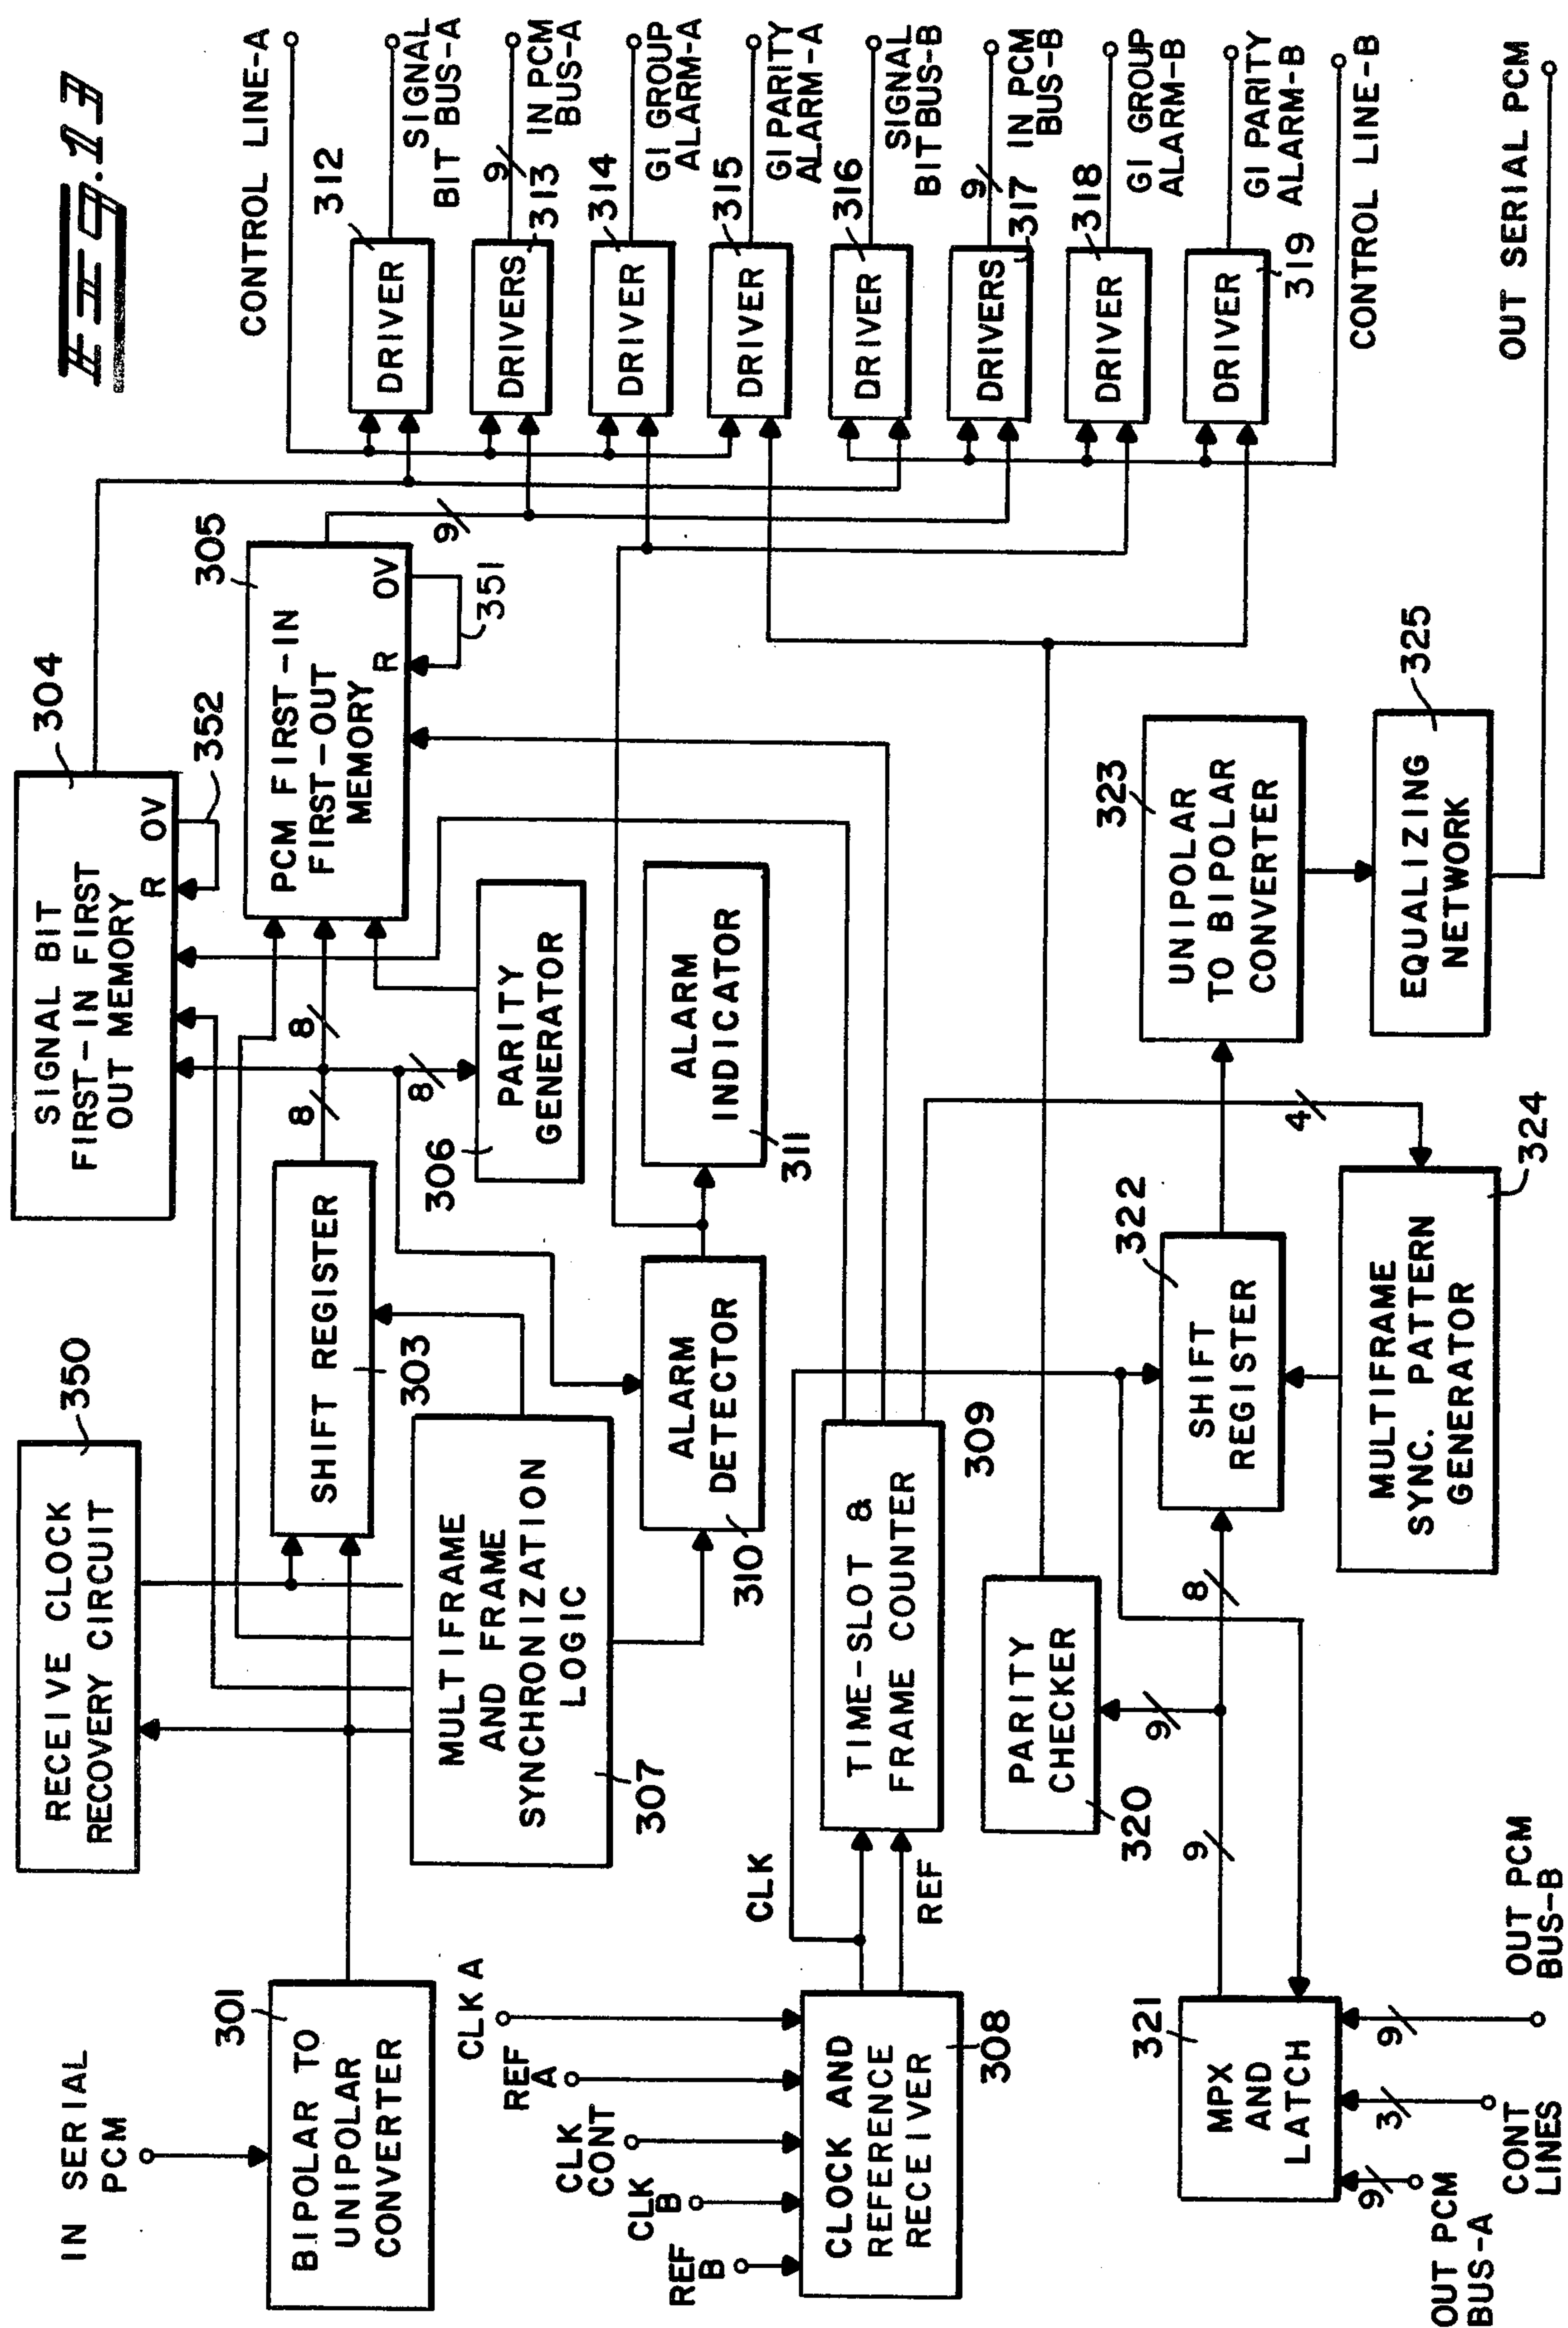 FIG.13
IN SERIAL
PCM
301
BIPOLAR TO
UNIPOLAR
CONVERTER
RECEIVE CLOCK
RECOVERY CIRCUIT
350
SHIFT REGISTER
303
SIGNAL BIT
FIRST-IN FIRST
OUT MEMORY
R OV
304
352
8
8
8
305
PCM FIRST-IN
FIRST-OUT
MEMORY
R OV
351
9
MULTIFRAME
AND FRAME
SYNCHRONIZATION
LOGIC
307
PARITY
GENERATOR
306
ALARM
DETECTOR
310
ALARM
INDICATOR
311
CLK A
REF
A
CLK
CONT
CLK
B
REF
B
CLOCK AND
REFERENCE
RECEIVER
308
CLK
REF
TIME-SLOT &
FRAME COUNTER
309
PARITY
CHECKER
320
9
9
8
4
321
MPX
AND
LATCH
9
3
9
OUT PCM
BUS-A
CONT
LINES
OUT PCM
BUS-B
322
SHIFT
REGISTER
MULTIFRAME
SYNC. PATTERN
GENERATOR
324
323
UNIPOLAR
TO BIPOLAR
CONVERTER
EQUALIZING
NETWORK
325
CONTROL LINE-A
312
DRIVER
SIGNAL
BIT BUS-A
DRIVERS
313
9
IN PCM
BUS-A
314
DRIVER
GI GROUP
ALARM-A
315
DRIVER
GI PARITY
ALARM-A
316
DRIVER
SIGNAL
BIT BUS-B
DRIVERS
317
9
IN PCM
BUS-B
318
DRIVER
GI GROUP
ALARM-B
DRIVER
319
GI PARITY
ALARM-B
CONTROL LINE-B
OUT SERIAL PCM